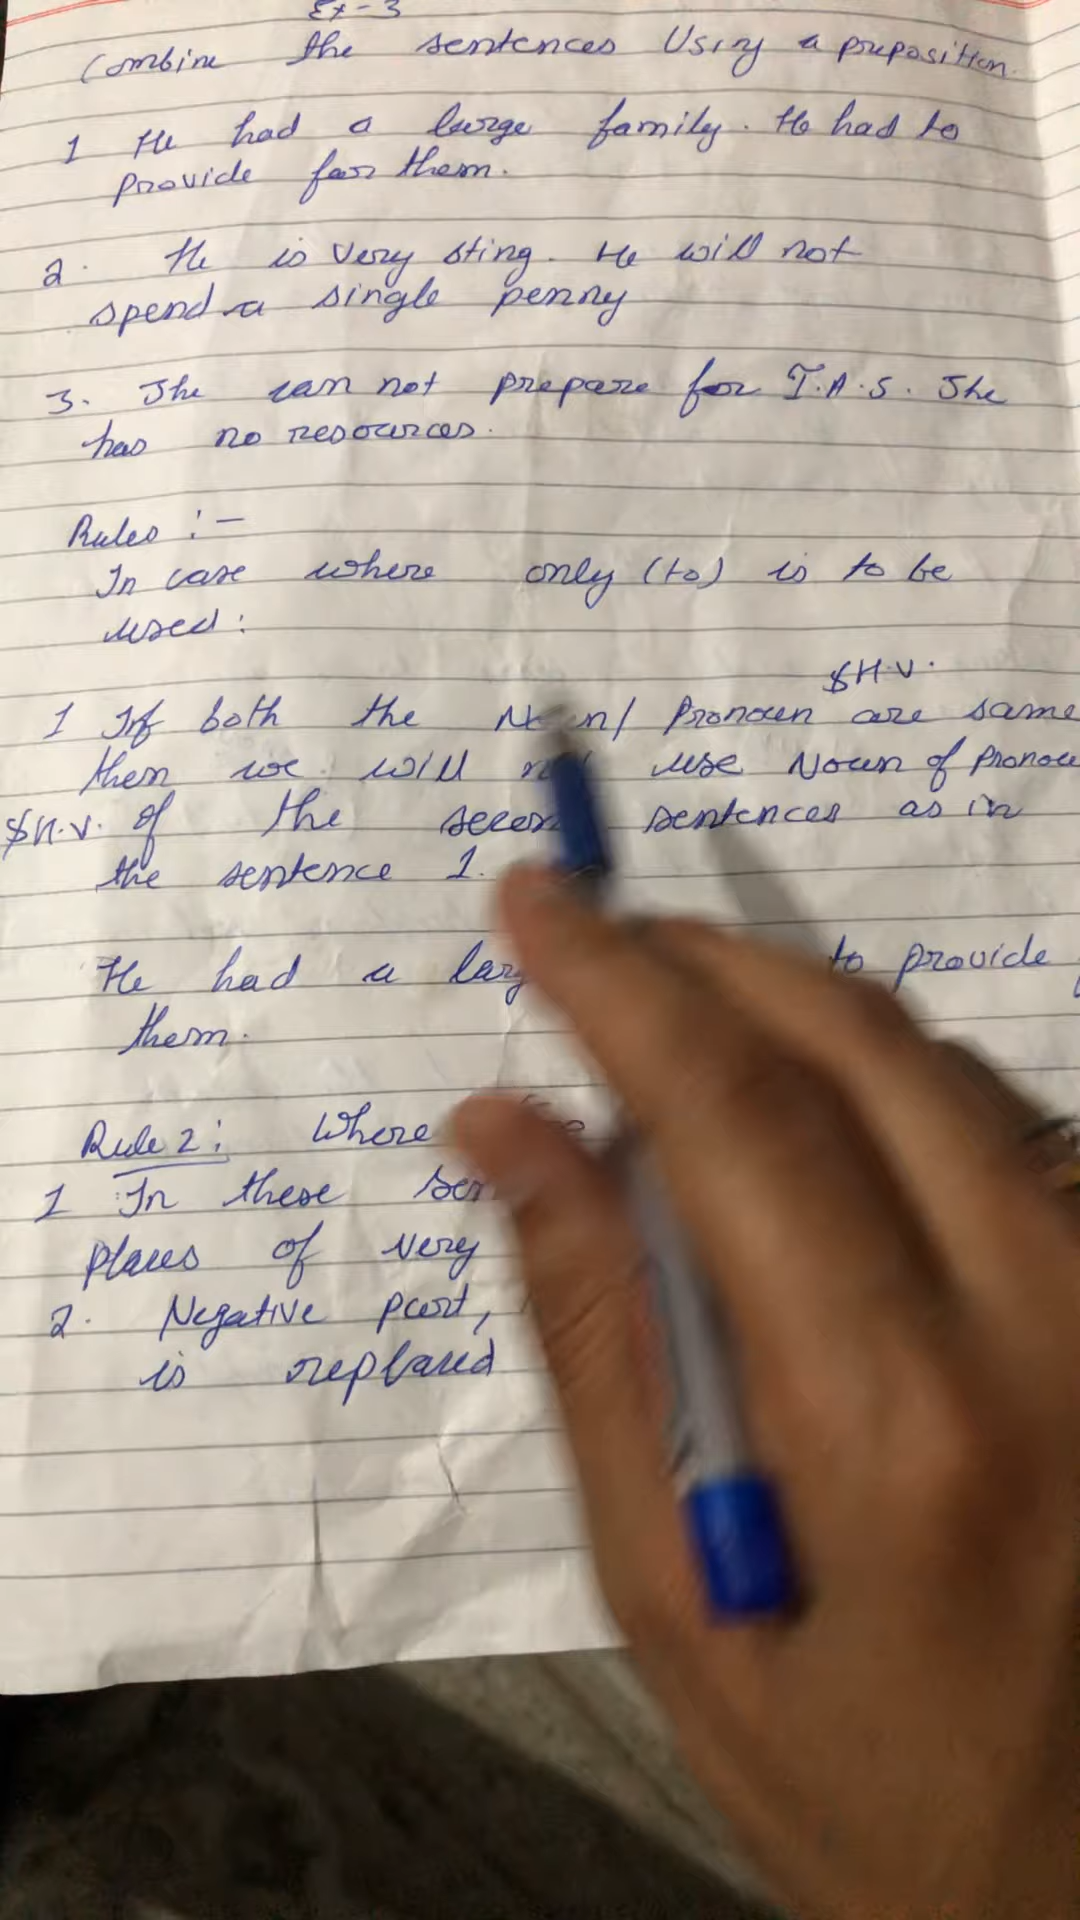 Ex-3
Combine the sentences Using a preposition.
1 He had a large family. He had to
provide for them.
2. He is very sting. He will not
spend a single penny
3. She can not prepare for I.A.S. She
has no resources.
Rules :-
In case where only (to) is to be
used:
$H.V.
1 If both the Noun/ Pronoun are same
then we will use Noun of Pronou
$H.V. of the sentences as in
the sentence 1.
He had a to provide
them.
Rule 2: Where
1 In these
places of very
2. Negative part,
is replaced